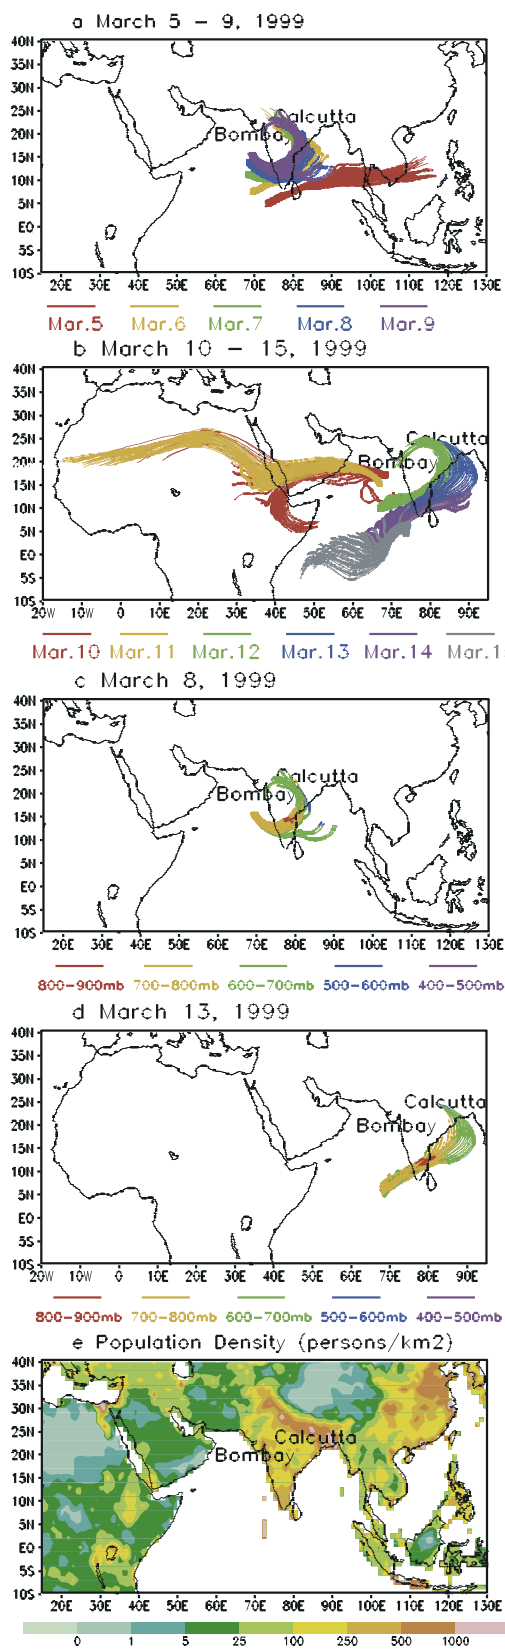 a March 5 - 9, 1999
40N
35N
30N
25N
20N
15N
10N
5N
EQ
5S
10S
Calcutta
Bombay
20E 30E 40E 50E 60E 70E 80E 90E 100E 110E 120E 130E
Mar.5 Mar.6 Mar.7 Mar.8 Mar.9
b March 10 - 15, 1999
40N
35N
30N
25N
20N
15N
10N
5N
EQ
5S
10S
Calcutta
Bombay
20W 10W 0 10E 20E 30E 40E 50E 60E 70E 80E 90E
Mar.10 Mar.11 Mar.12 Mar.13 Mar.14 Mar.1
c March 8, 1999
40N
35N
30N
25N
20N
15N
10N
5N
EQ
5S
10S
Calcutta
Bombay
20E 30E 40E 50E 60E 70E 80E 90E 100E 110E 120E 130E
800-900mb 700-800mb 600-700mb 500-600mb 400-500mb
d March 13, 1999
40N
35N
30N
25N
20N
15N
10N
5N
EQ
5S
10S
Calcutta
Bombay
20W 10W 0 10E 20E 30E 40E 50E 60E 70E 80E 90E
800-900mb 700-800mb 600-700mb 500-600mb 400-500mb
e Population Density (persons/km2)
40N
35N
30N
25N
20N
15N
10N
5N
EQ
5S
10S
Calcutta
Bombay
20E 30E 40E 50E 60E 70E 80E 90E 100E 110E 120E 130E
0 1 5 25 100 250 500 1000